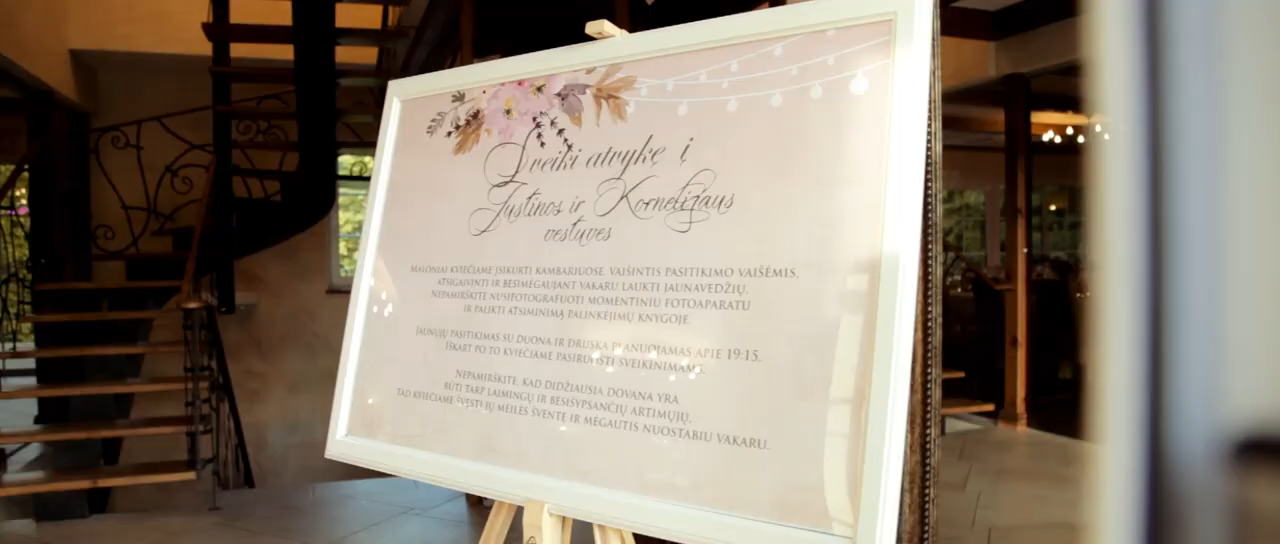 Sveiki atvykę į
Justinos ir Kornelijaus
vestuves
Maloniai kviečiame įsikurti kambariuose, vaišintis pasitikimo vaišėmis,
atsigaivinti ir besimėgaujant vakaru laukti jaunavedžių.
Nepamirškite nusifotografuoti momentiniu fotoaparatu
ir palikti atsiminimą palinkėjimų knygoje.
Jaunųjų pasitikimas su duona ir druska planuojamas apie 19:15.
Iškart po to kviečiame pasiruošti sveikinimams.
Nepamirškite, kad didžiausia dovana yra
būti tarp laimingų ir besišypsančių artimųjų,
tad kviečiame švęsti jų meilės šventę ir mėgautis nuostabiu vakaru.